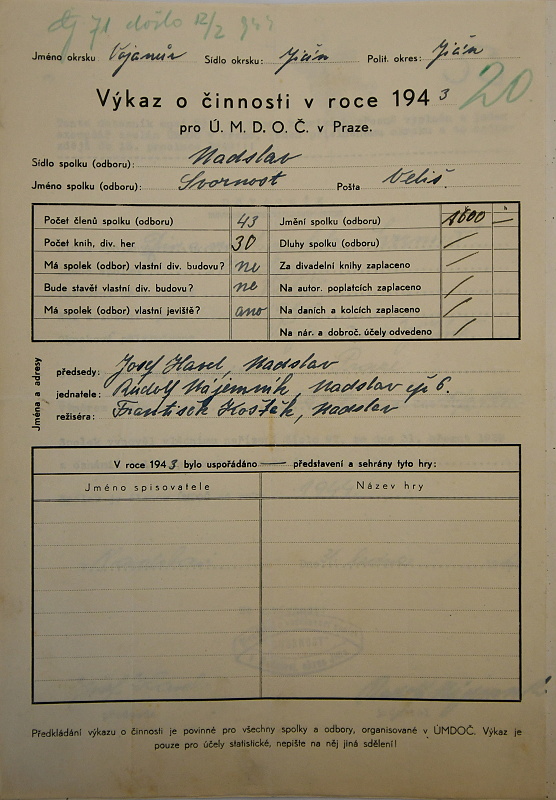 71 došlo 12/2
Jméno okrsku Vojanův Sídlo okrsku: Jičín Polit. okres: Jičín
20
Výkaz o činnosti v roce 1943
pro Ú. M. D. O. Č. v Praze.
Sídlo spolku (odboru): Nadslav
Jméno spolku (odboru): Svornost Pošta Veliš.
Počet členů spolku (odboru) 43
Počet knih, div. her 30
Má spolek (odbor) vlastní div. budovu? ne
Bude stavět vlastní div. budovu? ne
Má spolek (odbor) vlastní jeviště? ano
K h
Jmění spolku (odboru) 1600 —
Dluhy spolku (odboru) /
Za divadelní knihy zaplaceno /
Na autor. poplatcích zaplaceno /
Na daních a kolcích zaplaceno /
Na nár. a dobroč. účely odvedeno /
Jména a adresy
předsedy: Josef Havel, Nadslav
jednatele: Rudolf Nájemník, Nadslav čp 6.
režiséra: František Košťák, Nadslav
V roce 1943 bylo uspořádáno — představení a sehrány tyto hry:
Jméno spisovatele Název hry
Předkládání výkazu o činnosti je povinné pro všechny spolky a odbory, organisované v ÚMDOČ. Výkaz je
pouze pro účely statistické, nepište na něj jiná sdělení!